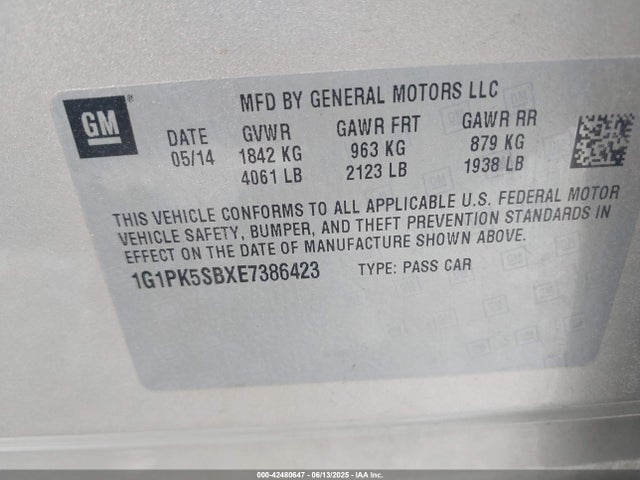 GM
MFD BY GENERAL MOTORS LLC
DATE GVWR GAWR FRT GAWR RR
05/14 1842 KG 963 KG 879 KG
4061 LB 2123 LB 1938 LB
THIS VEHICLE CONFORMS TO ALL APPLICABLE U.S. FEDERAL MOTOR
VEHICLE SAFETY, BUMPER, AND THEFT PREVENTION STANDARDS IN
EFFECT ON THE DATE OF MANUFACTURE SHOWN ABOVE.
1G1PK5SBXE7386423 TYPE: PASS CAR
000-42480647 - 06/13/2025 - IAAI.COM